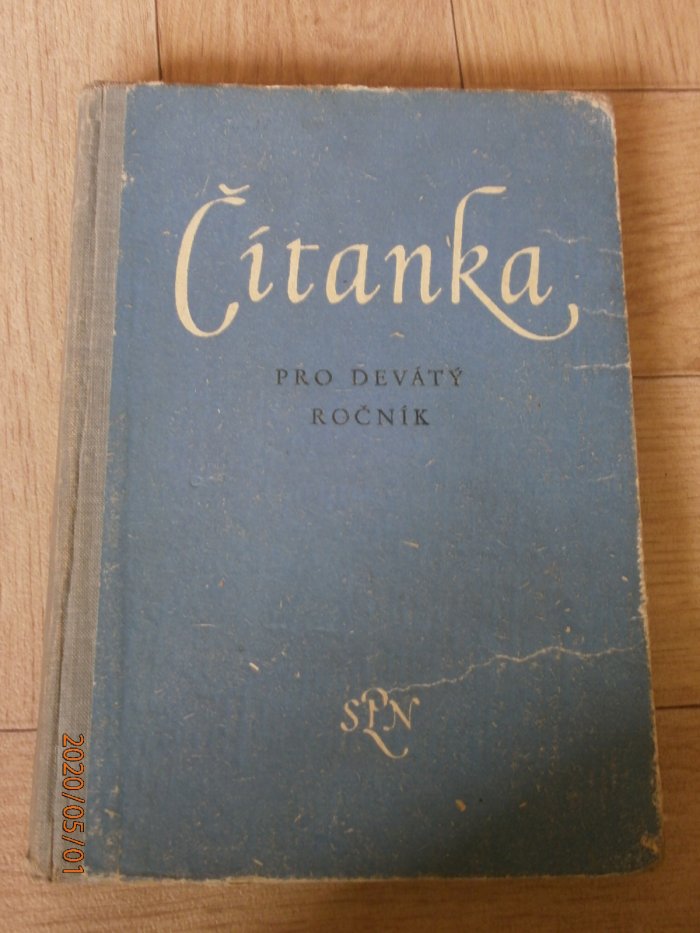 Čítanka
PRO DEVÁTÝ
ROČNÍK
SPN
2020/05/01